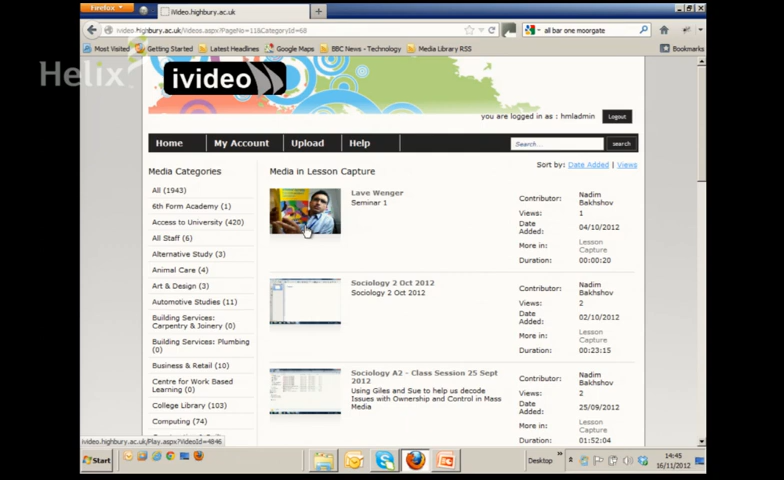 Firefox
iVideo.highbury.ac.uk
ivideo.highbury.ac.uk/Videos.aspx?PageNo=11&CategoryId=68
all bar one moorgate
Most Visited
Getting Started
Latest Headlines
Google Maps
BBC News - Technology
Media Library RSS
Bookmarks
Helix
ivideo
you are logged in as : hmladmin
Logout
Home
My Account
Upload
Help
Search...
search
Media Categories
All (1943)
6th Form Academy (1)
Access to University (420)
All Staff (6)
Alternative Study (3)
Animal Care (4)
Art & Design (3)
Automotive Studies (11)
Building Services:
Carpentry & Joinery (0)
Building Services: Plumbing
(0)
Business & Retail (10)
Centre for Work Based
Learning (0)
College Library (103)
Computing (74)
Media in Lesson Capture
Sort by: Date Added | Views
Lave Wenger
Seminar 1
Contributor: Nadim
Bakhshov
Views: 1
Date
Added: 04/10/2012
More in: Lesson
Capture
Duration: 00:00:20
Sociology 2 Oct 2012
Sociology 2 Oct 2012
Contributor: Nadim
Bakhshov
Views: 2
Date
Added: 02/10/2012
More in: Lesson
Capture
Duration: 00:23:15
Sociology A2 - Class Session 25 Sept
2012
Using Giles and Sue to help us decode
Issues with Ownership and Control in Mass
Media
Contributor: Nadim
Bakhshov
Views: 2
Date
Added: 25/09/2012
More in: Lesson
Capture
Duration: 01:52:04
ivideo.highbury.ac.uk/Play.aspx?VideoId=4846
Start
Desktop
14:45
16/11/2012